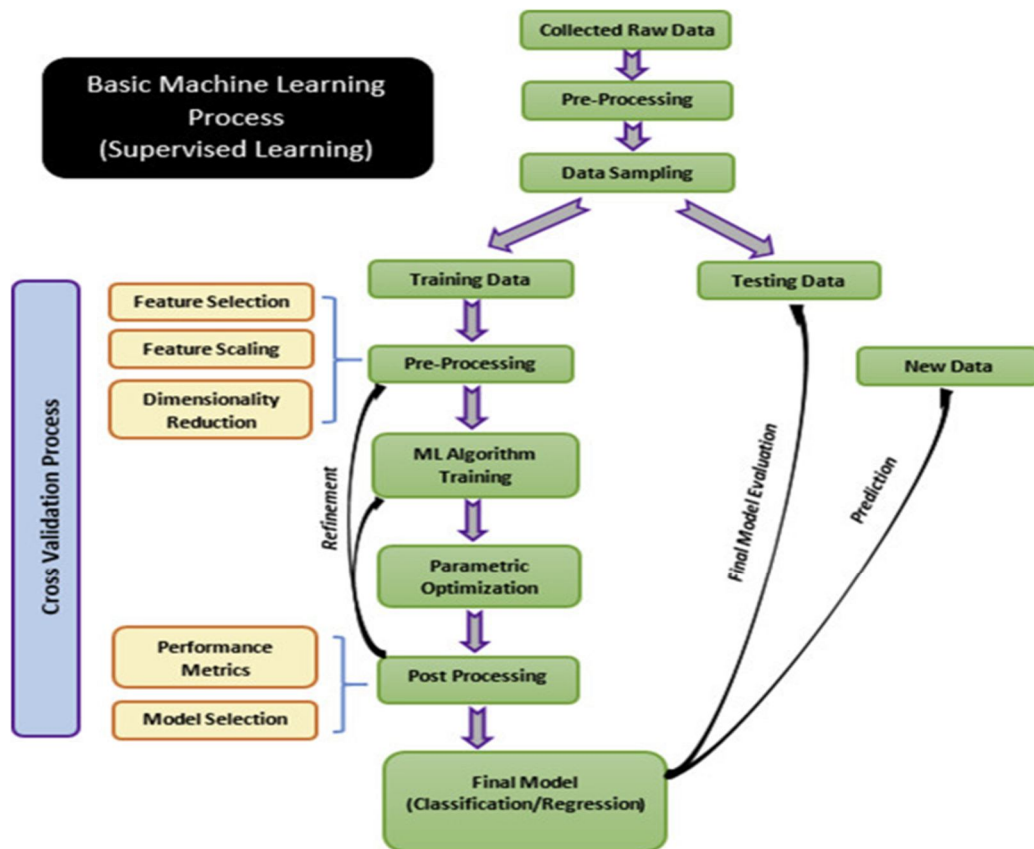 Collected Raw Data
Basic Machine Learning
Process
(Supervised Learning)
Pre-Processing
Data Sampling
Training Data
Testing Data
Feature Selection
Feature Scaling
Pre-Processing
New Data
Dimensionality
Reduction
ML Algorithm
Training
Refinement
Final Model Evaluation
Prediction
Cross Validation Process
Parametric
Optimization
Performance
Metrics
Post Processing
Model Selection
Final Model
(Classification/Regression)